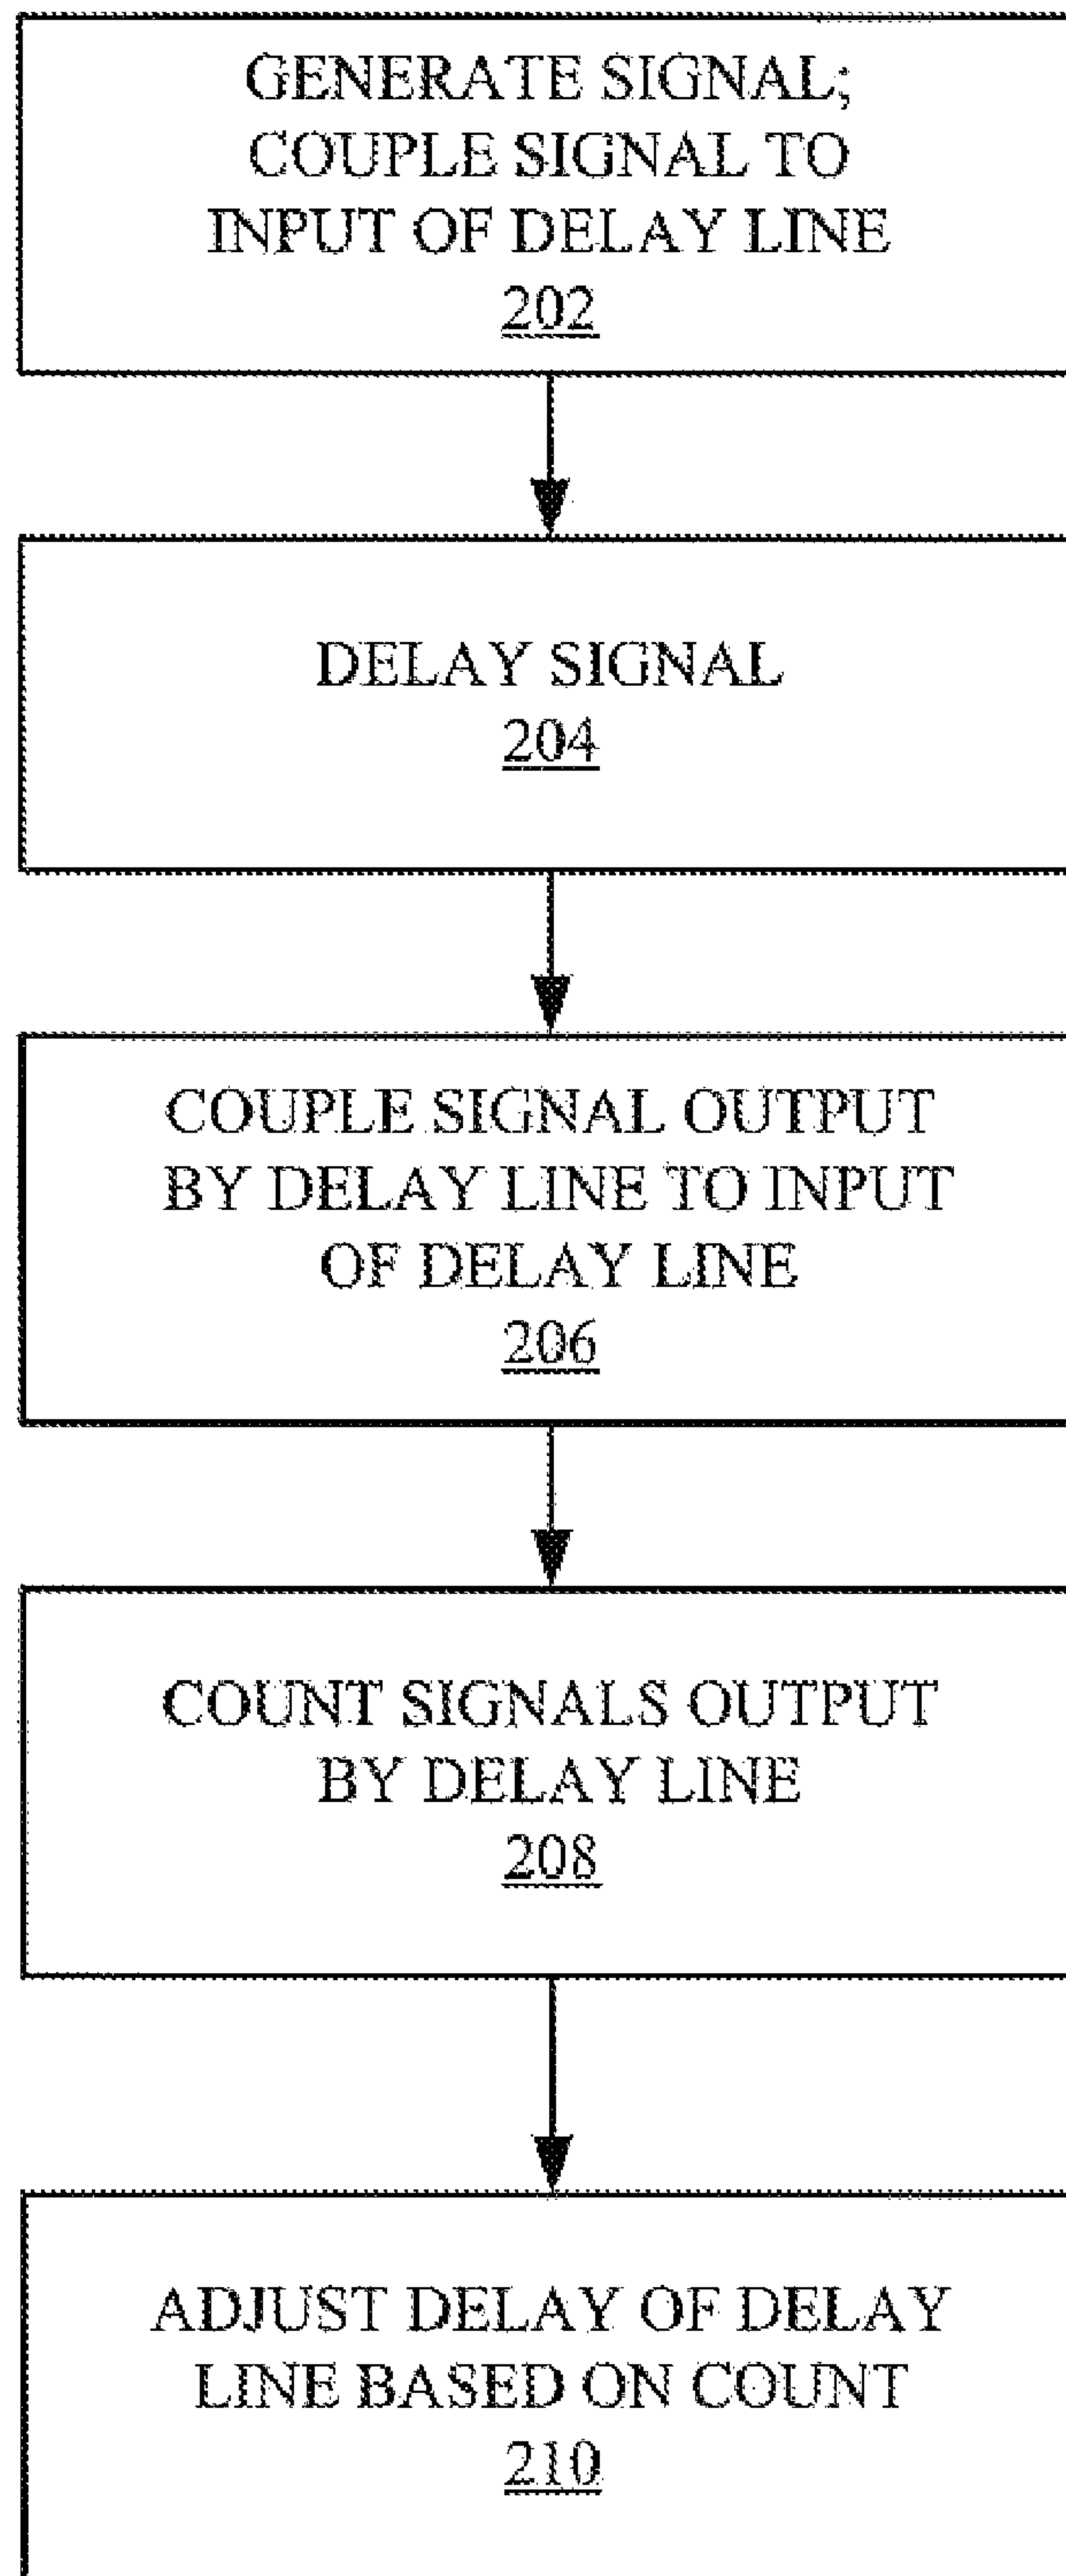 GENERATE SIGNAL;
COUPLE SIGNAL TO
INPUT OF DELAY LINE
202
DELAY SIGNAL
204
COUPLE SIGNAL OUTPUT
BY DELAY LINE TO INPUT
OF DELAY LINE
206
COUNT SIGNALS OUTPUT
BY DELAY LINE
208
ADJUST DELAY OF DELAY
LINE BASED ON COUNT
210